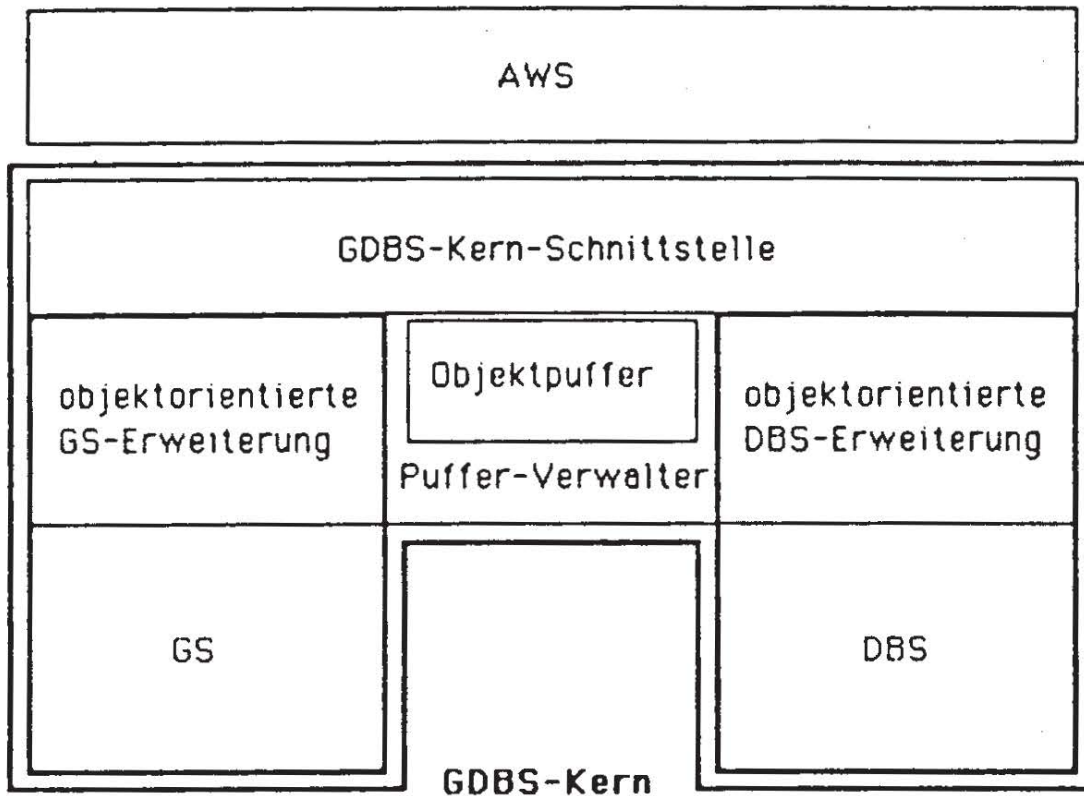 AWS
GDBS-Kern-Schnittstelle
objektorientierte
GS-Erweiterung
Objektpuffer
Puffer-Verwalter
objektorientierte
DBS-Erweiterung
GS
DBS
GDBS-Kern